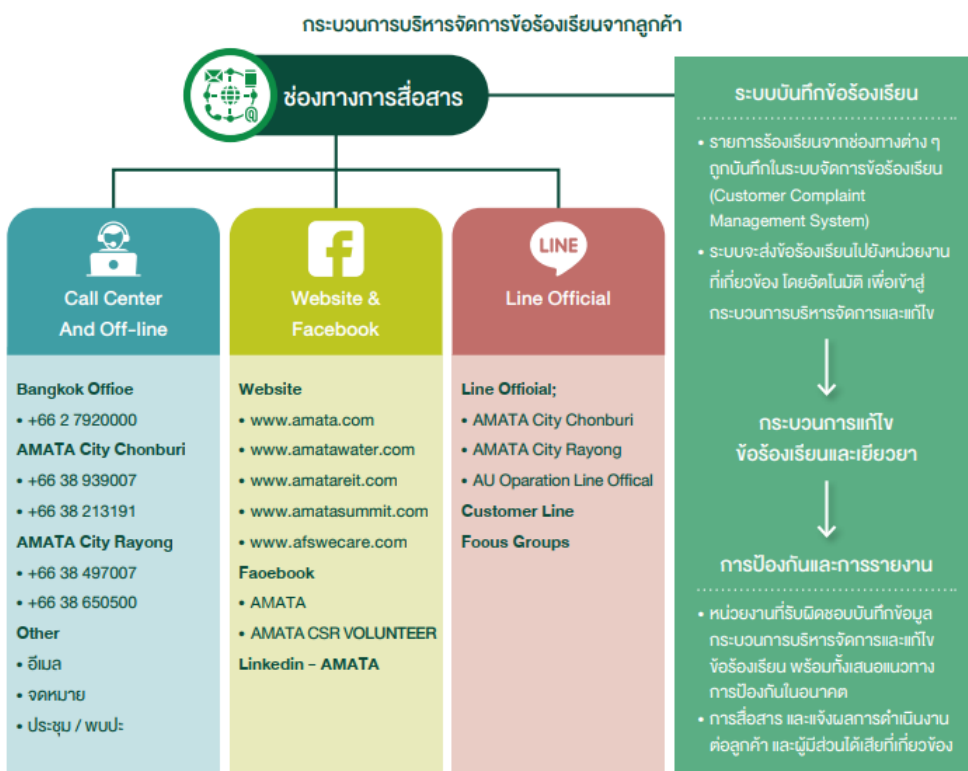 กระบวนการบริหารจัดการข้อร้องเรียนจากลูกค้า
ช่องทางการสื่อสาร
Call Center
And Off-line
Bangkok Offioe
• +66 2 7920000
AMATA City Chonburi
• +66 38 939007
• +66 38 213191
AMATA City Rayong
• +66 38 497007
• +66 38 650500
Other
• อีเมล
• จดหมาย
• ประชุม / พบปะ
Website &
Facebook
Website
• www.amata.com
• www.amatawater.com
• www.amatareit.com
• www.amatasummit.com
• www.afswecare.com
Faoebook
• AMATA
• AMATA CSR VOLUNTEER
Linkedin – AMATA
LINE
Line Official
Line Offioial;
• AMATA City Chonburi
• AMATA City Rayong
• AU Oparation Line Offical
Customer Line
Foous Groups
ระบบบันทึกข้อร้องเรียน
• รายการร้องเรียนจากช่องทางต่าง ๆ
ถูกบันทึกในระบบจัดการข้อร้องเรียน
(Customer Complaint
Management System)
• ระบบจะส่งข้อร้องเรียนไปยังหน่วยงาน
ที่เกี่ยวข้อง โดยอัตโนมัติ เพื่อเข้าสู่
กระบวนการบริหารจัดการและแก้ไข
กระบวนการแก้ไข
ข้อร้องเรียนและเยียวยา
การป้องกันและการรายงาน
• หน่วยงานที่รับผิดชอบบันทึกข้อมูล
กระบวนการบริหารจัดการและแก้ไข
ข้อร้องเรียน พร้อมทั้งเสนอแนวทาง
การป้องกันในอนาคต
• การสื่อสาร และแจ้งผลการดำเนินงาน
ต่อลูกค้า และผู้มีส่วนได้เสียที่เกี่ยวข้อง